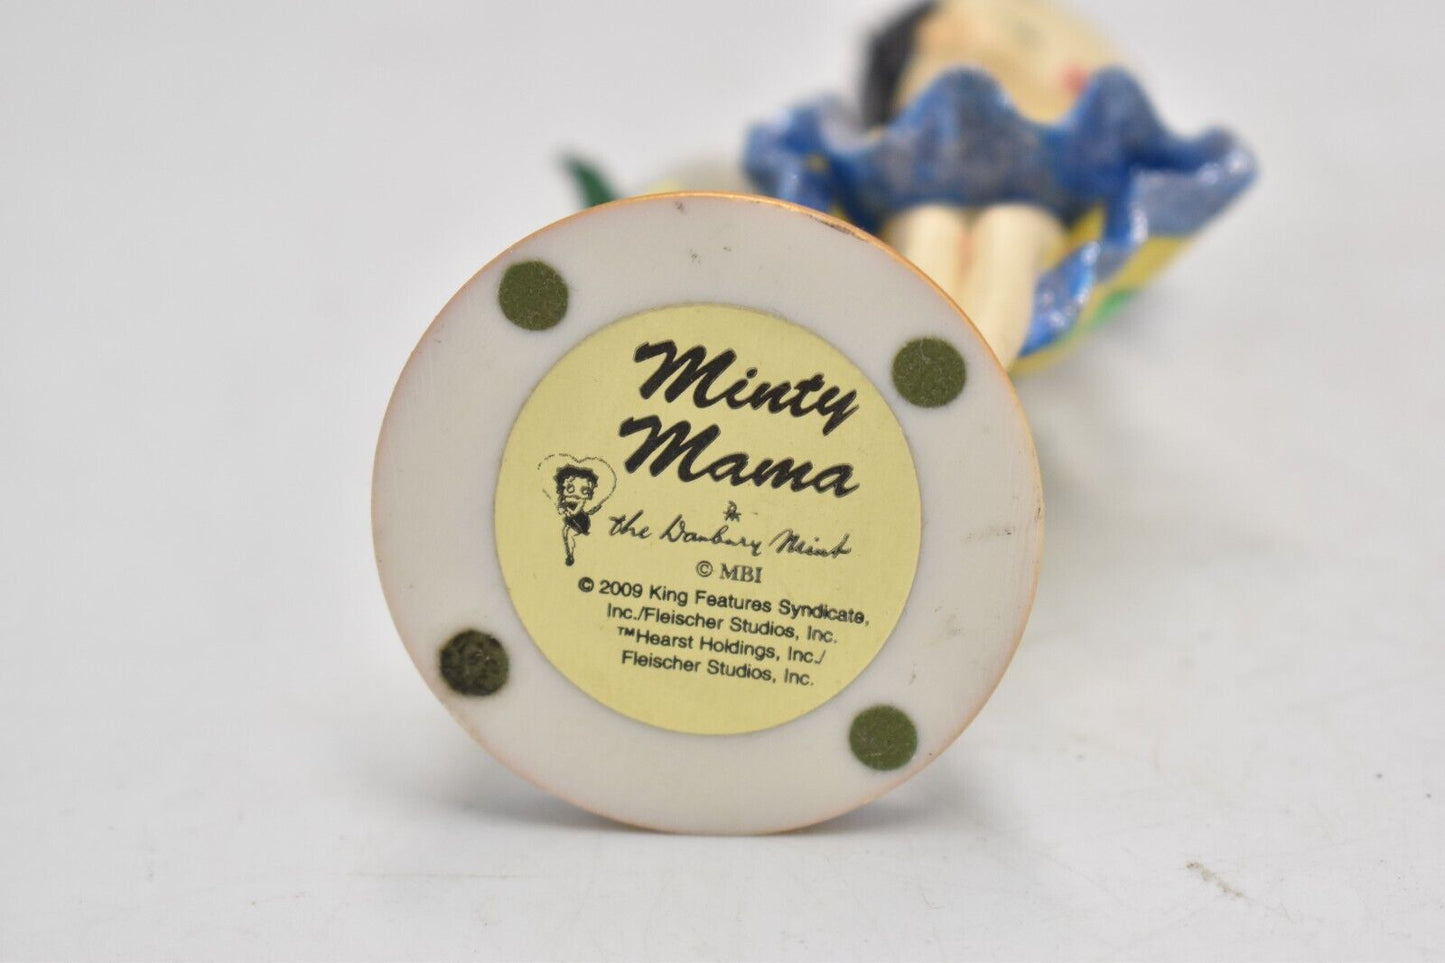 Minty
Mama
the Danbury Mint
© MBI
© 2009 King Features Syndicate,
Inc./Fleischer Studios, Inc.
™Hearst Holdings, Inc./
Fleischer Studios, Inc.